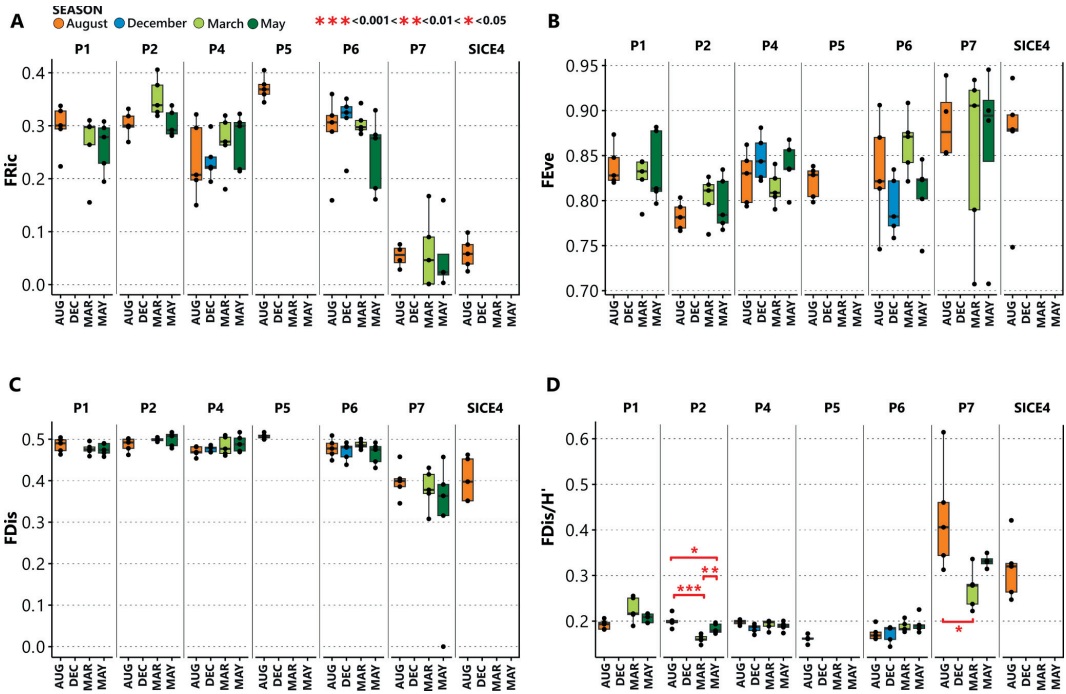 SEASON
August December March May
***<0.001<**<0.01<*<0.05
A
P1 P2 P4 P5 P6 P7 SICE4
FRic
0.4
0.3
0.2
0.1
0.0
AUG DEC MAR MAY AUG DEC MAR MAY AUG DEC MAR MAY AUG DEC MAR MAY AUG DEC MAR MAY AUG DEC MAR MAY AUG DEC MAR MAY
B
P1 P2 P4 P5 P6 P7 SICE4
FEve
0.95
0.90
0.85
0.80
0.75
0.70
AUG DEC MAR MAY AUG DEC MAR MAY AUG DEC MAR MAY AUG DEC MAR MAY AUG DEC MAR MAY AUG DEC MAR MAY AUG DEC MAR MAY
C
P1 P2 P4 P5 P6 P7 SICE4
FDis
0.5
0.4
0.3
0.2
0.1
0.0
AUG DEC MAR MAY AUG DEC MAR MAY AUG DEC MAR MAY AUG DEC MAR MAY AUG DEC MAR MAY AUG DEC MAR MAY AUG DEC MAR MAY
D
P1 P2 P4 P5 P6 P7 SICE4
FDis/H'
0.6
0.5
0.4
0.3
0.2
*
**
***
*
AUG DEC MAR MAY AUG DEC MAR MAY AUG DEC MAR MAY AUG DEC MAR MAY AUG DEC MAR MAY AUG DEC MAR MAY AUG DEC MAR MAY